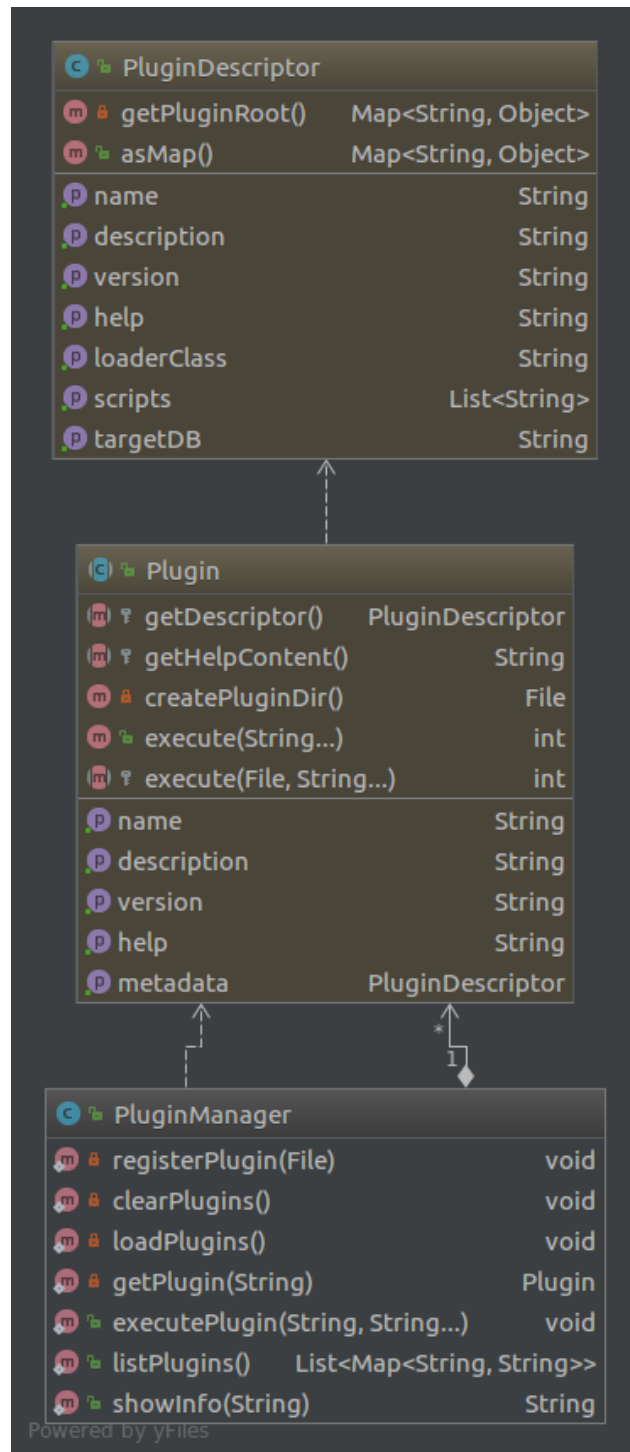 PluginDescriptor
getPluginRoot() Map<String, Object>
asMap() Map<String, Object>
name String
description String
version String
help String
loaderClass String
scripts List<String>
targetDB String
Plugin
getDescriptor() PluginDescriptor
getHelpContent() String
createPluginDir() File
execute(String...) int
execute(File, String...) int
name String
description String
version String
help String
metadata PluginDescriptor
*
1
PluginManager
registerPlugin(File) void
clearPlugins() void
loadPlugins() void
getPlugin(String) Plugin
executePlugin(String, String...) void
listPlugins() List<Map<String, String>>
showInfo(String) String
Powered by yFiles